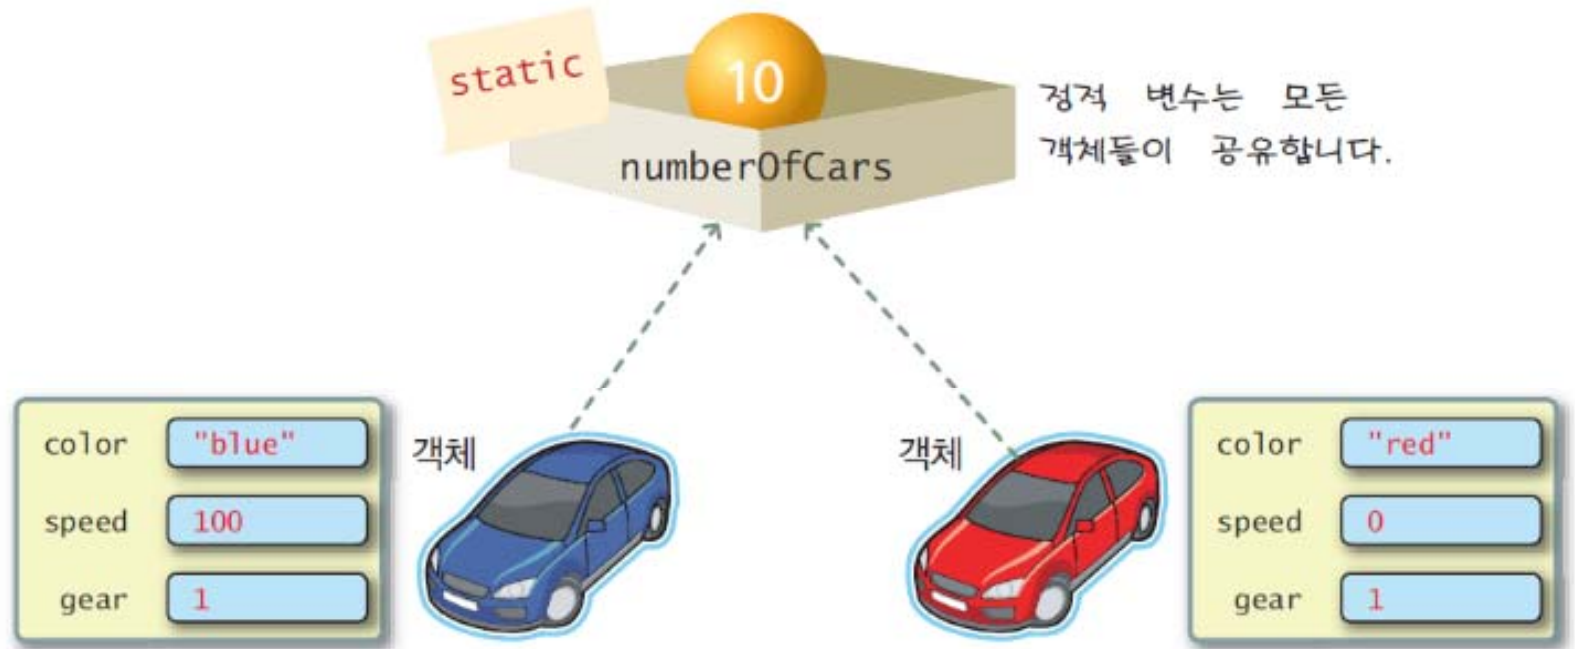 static
10
numberOfCars
정적 변수는 모든
객체들이 공유합니다.
color "blue"
speed 100
gear 1
객체
객체
color "red"
speed 0
gear 1